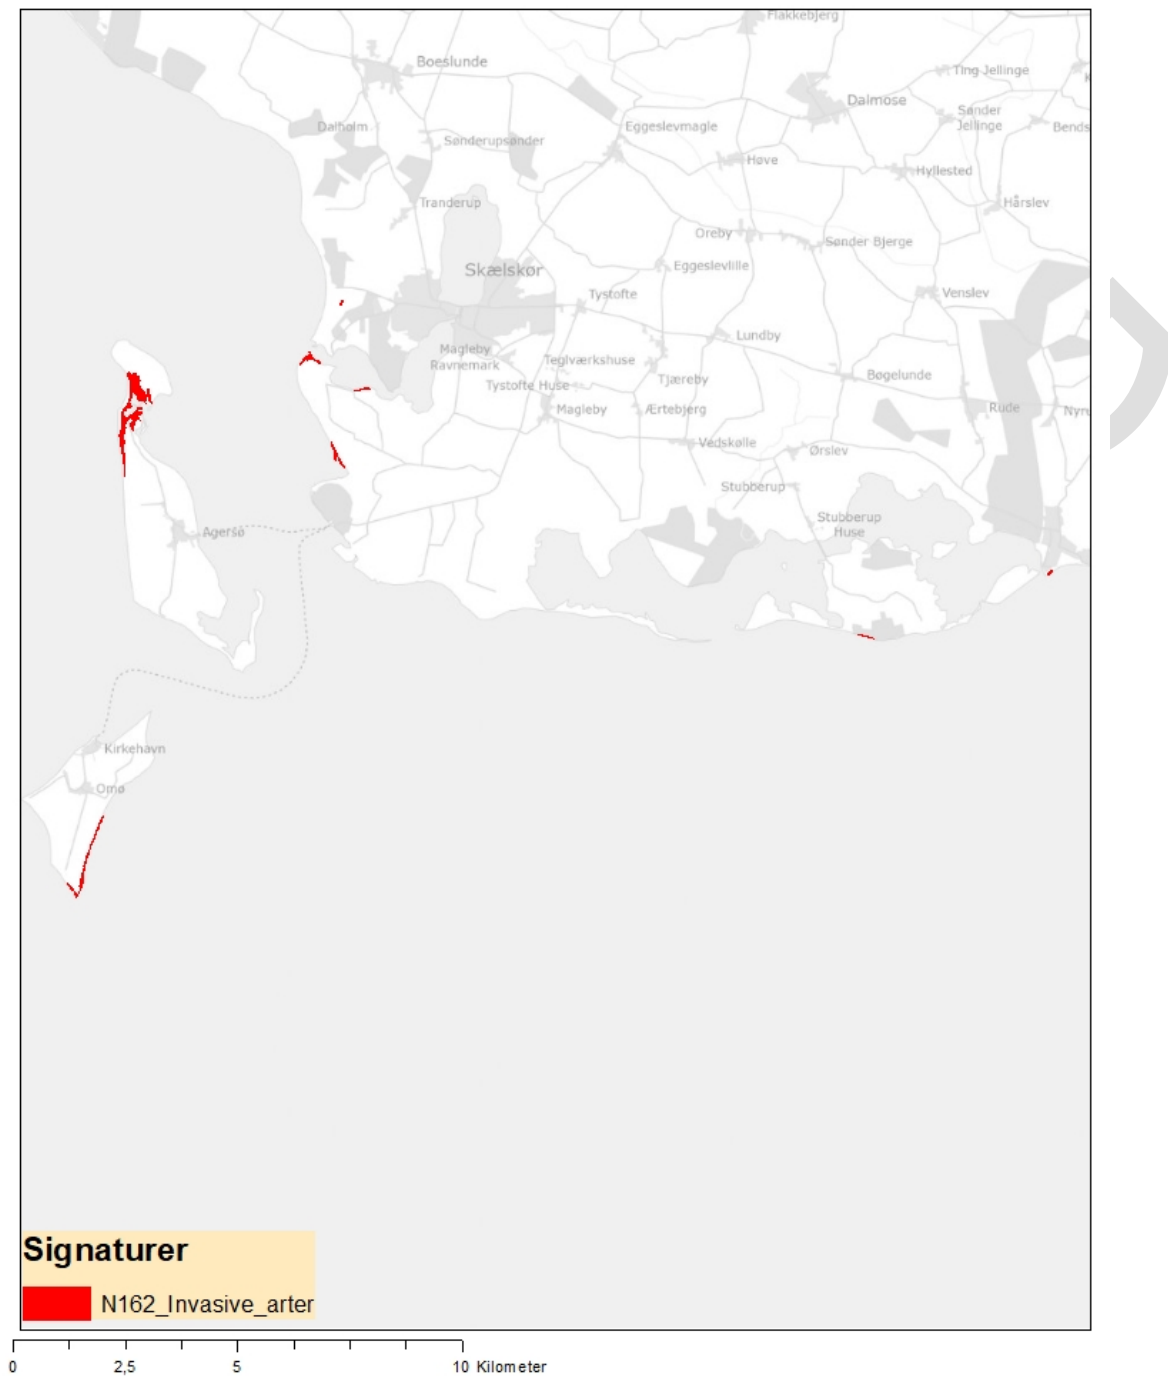 Flakkebjerg
Boeslunde
Ting Jellinge
K
Dalmose
Sønder
Jellinge
Bends
Dalholm
Sønderupsønder
Eggeslevmagle
Høve
Hyllested
Tranderup
Hårslev
Oreby
Sønder Bjerge
Skælskør
Eggeslevlille
Tystofte
Venslev
Lundby
Magleby
Ravnemark
Teglværkshuse
Tjæreby
Bøgelunde
Tystofte Huse
Magleby
Ærtebjerg
Rude
Nyru
Vedskølle
Ørslev
Stubberup
Stubberup
Huse
Agersø
Kirkehavn
Omø
Signaturer
N162_Invasive_arter
0 2,5 5 10 Kilometer